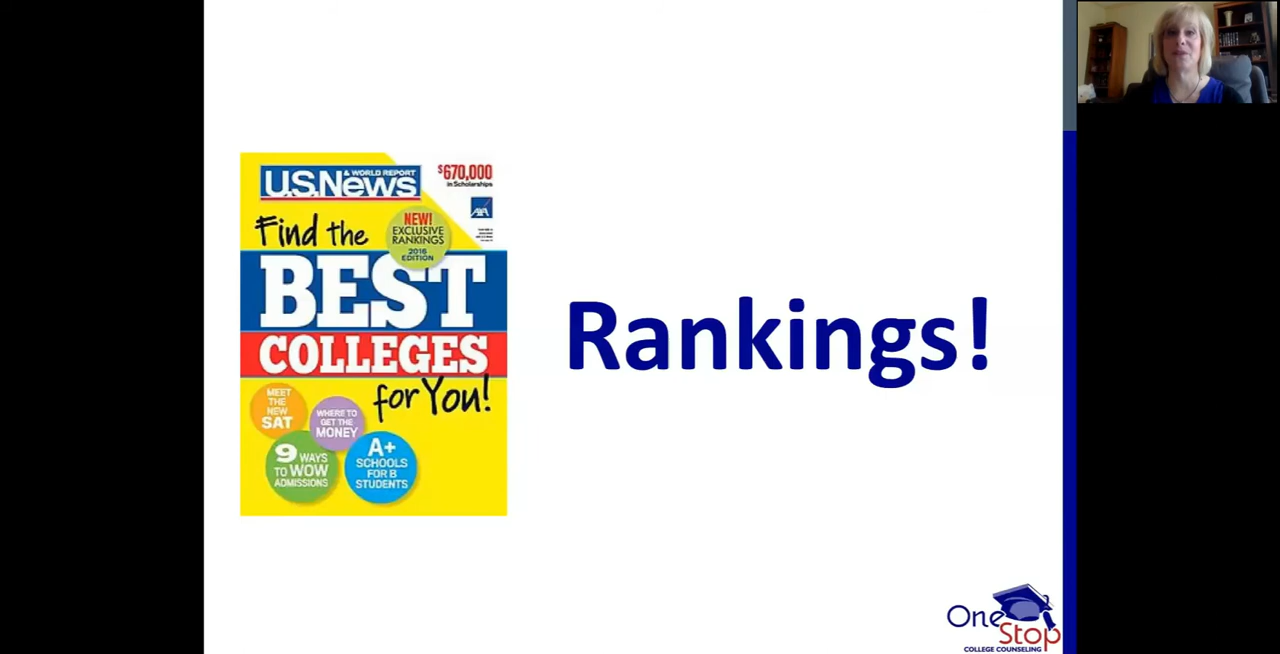 U.S.News
& WORLD REPORT
$670,000
in Scholarships
AXA
Find the
NEW!
EXCLUSIVE
RANKINGS
2016
EDITION
BEST
COLLEGES
for You!
MEET
THE
NEW
SAT
WHERE TO
GET THE
MONEY
9 WAYS
TO WOW
ADMISSIONS
A+
SCHOOLS
FOR B
STUDENTS
Rankings!
One
Stop
COLLEGE COUNSELING